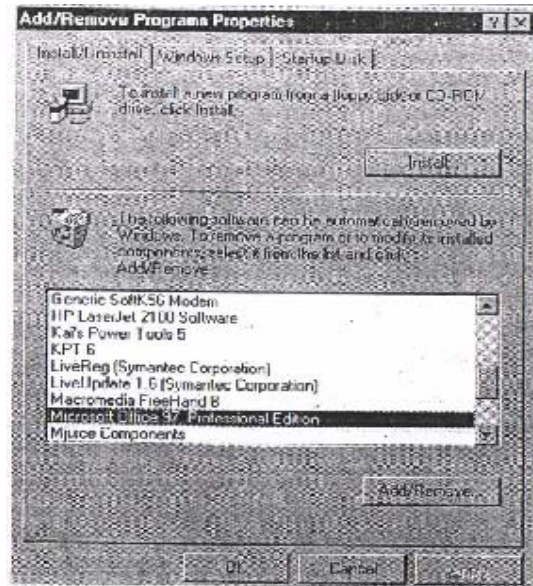 Add/Remove Programs Properties
Install/Uninstall Windows Setup Startup Disk
To install a new program from a floppy disk or CD-ROM
drive, click Install.
Install...
The following software can be automatically removed by
Windows. To remove a program or to modify its installed
components, select it from the list and click
Add/Remove.
Generic SoftK56 Modem
HP LaserJet 2100 Software
Kai's Power Tools 5
KPT 6
LiveReg (Symantec Corporation)
LiveUpdate 1.6 (Symantec Corporation)
Macromedia FreeHand 8
Microsoft Office 97, Professional Edition
Mjuice Components
Add/Remove...
OK Cancel Apply